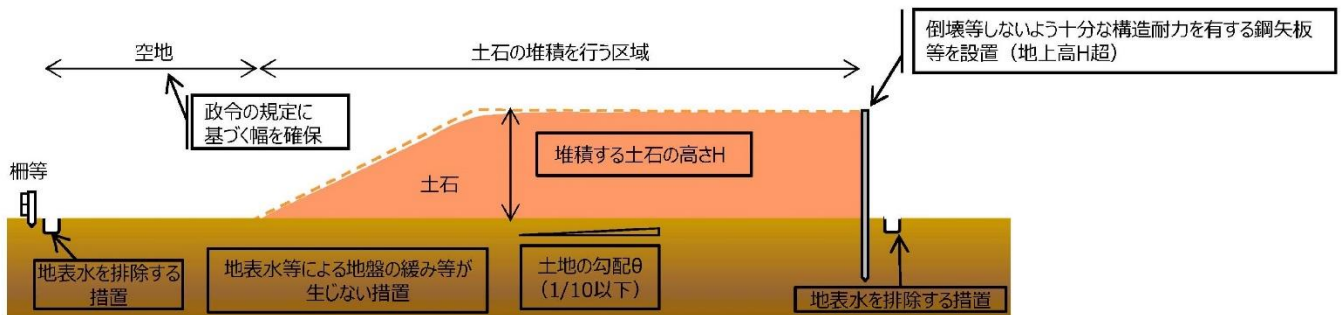 空地
土石の堆積を行う区域
倒壊等しないよう十分な構造耐力を有する鋼矢板
等を設置（地上高H超）
政令の規定に
基づく幅を確保
堆積する土石の高さH
柵等
土石
地表水を排除する
措置
地表水等による地盤の緩み等が
生じない措置
土地の勾配θ
（1/10以下）
地表水を排除する措置